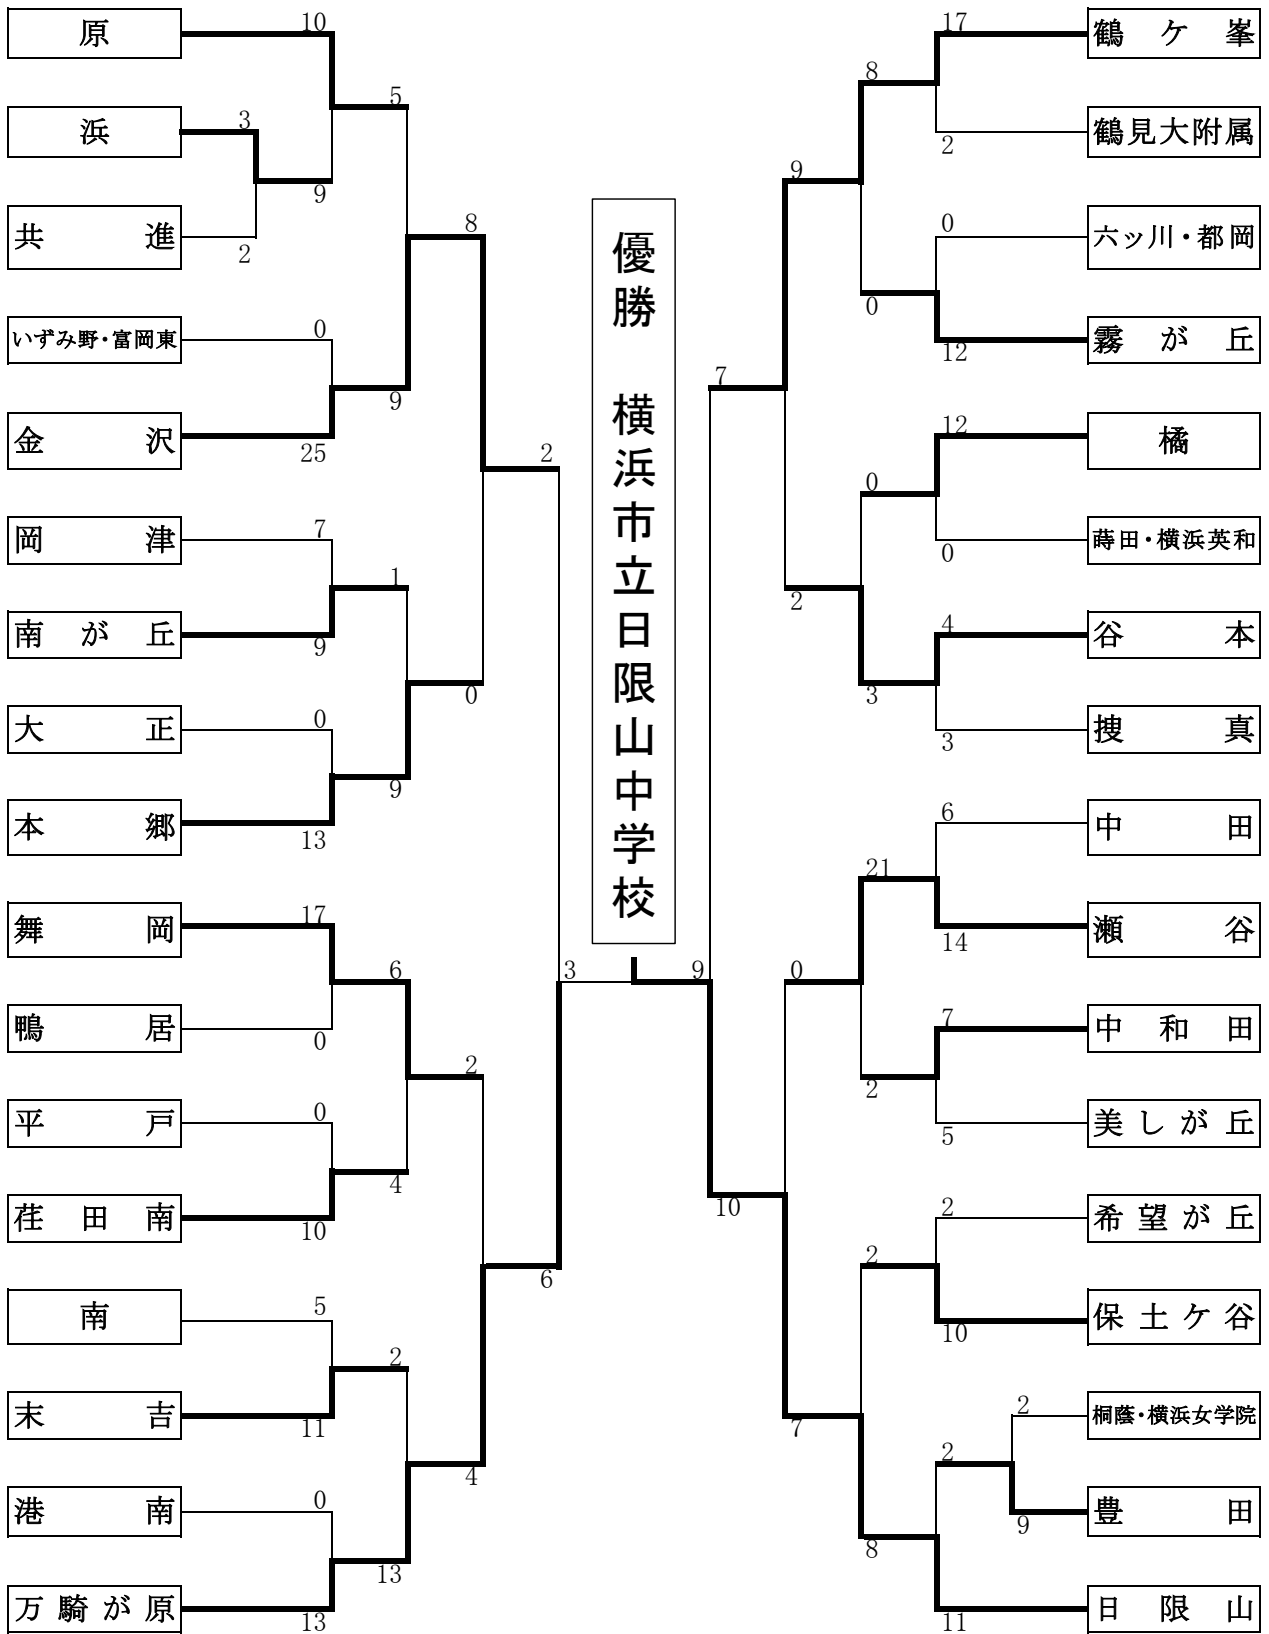 原
10
浜
3
5
9
共進
2
8
いずみ野・富岡東
0
9
金沢
25
2
岡津
7
1
南が丘
9
0
大正
0
9
本郷
13
舞岡
17
6
鴨居
0
2
平戸
0
4
荏田南
10
6
南
5
2
末吉
11
4
港南
0
13
万騎が原
13
優勝 横浜市立日限山中学校
3
9
鶴ケ峯
17
8
鶴見大附属
2
9
六ッ川・都岡
0
0
霧が丘
12
7
橘
12
0
蒔田・横浜英和
0
2
谷本
4
3
捜真
3
中田
6
21
瀬谷
14
0
中和田
7
2
美しが丘
5
10
希望が丘
2
2
保土ケ谷
10
7
桐蔭・横浜女学院
2
2
豊田
9
8
日限山
11